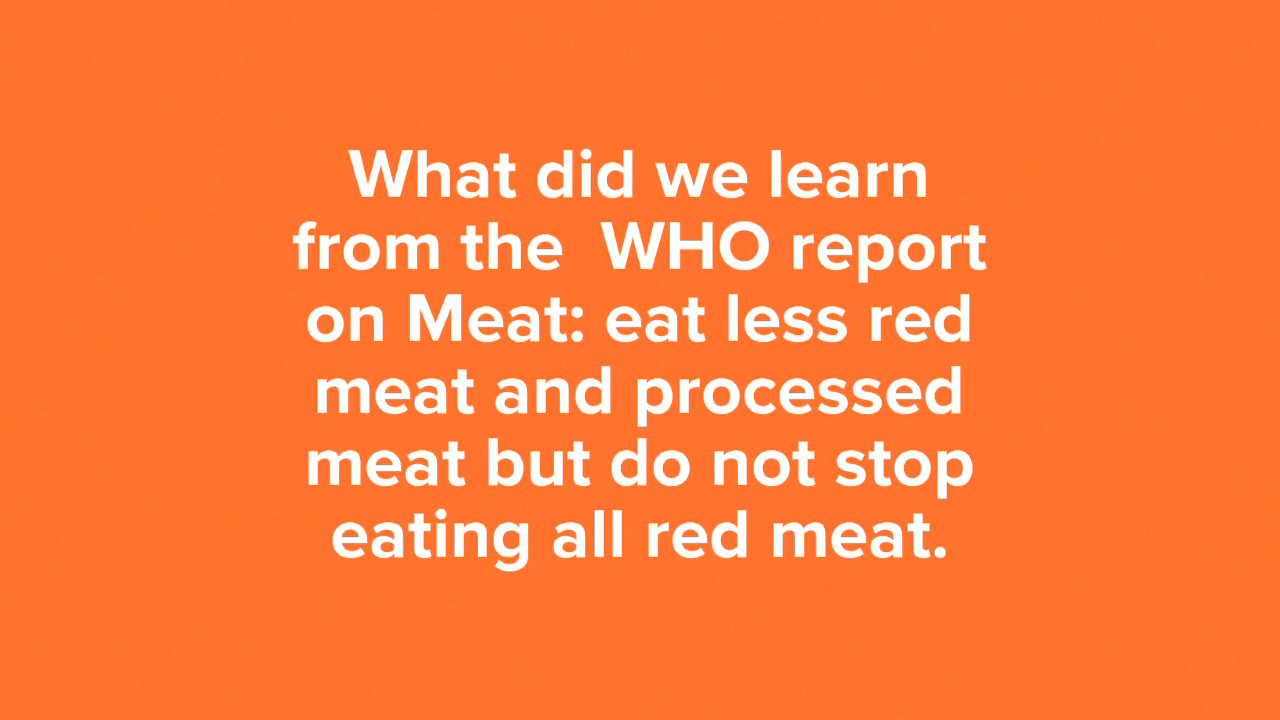 What did we learn
from the  WHO report
on Meat: eat less red
meat and processed
meat but do not stop
eating all red meat.